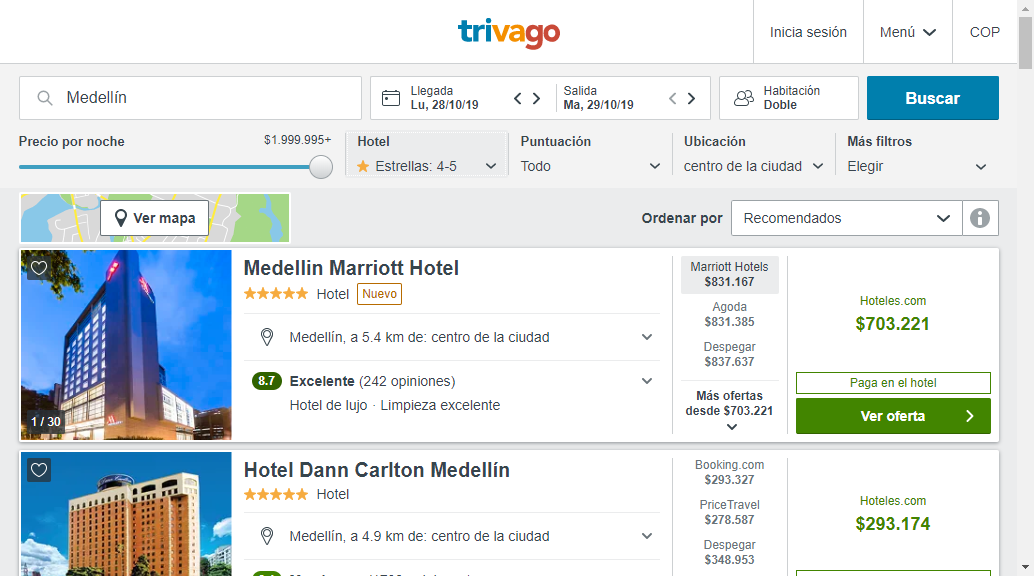 trivago
Inicia sesión
Menú
COP
Medellín
Llegada
Lu, 28/10/19
Salida
Ma, 29/10/19
Habitación
Doble
Buscar
Precio por noche
$1.999.995+
Hotel
Estrellas: 4-5
Puntuación
Todo
Ubicación
centro de la ciudad
Más filtros
Elegir
Ver mapa
Ordenar por
Recomendados
Medellin Marriott Hotel
Hotel
Nuevo
Medellín, a 5.4 km de: centro de la ciudad
8.7 Excelente (242 opiniones)
Hotel de lujo · Limpieza excelente
1 / 30
Marriott Hotels
$831.167
Agoda
$831.385
Despegar
$837.637
Más ofertas
desde $703.221
Hoteles.com
$703.221
Paga en el hotel
Ver oferta
Hotel Dann Carlton Medellín
Hotel
Medellín, a 4.9 km de: centro de la ciudad
Booking.com
$293.327
PriceTravel
$278.587
Despegar
$348.953
Hoteles.com
$293.174